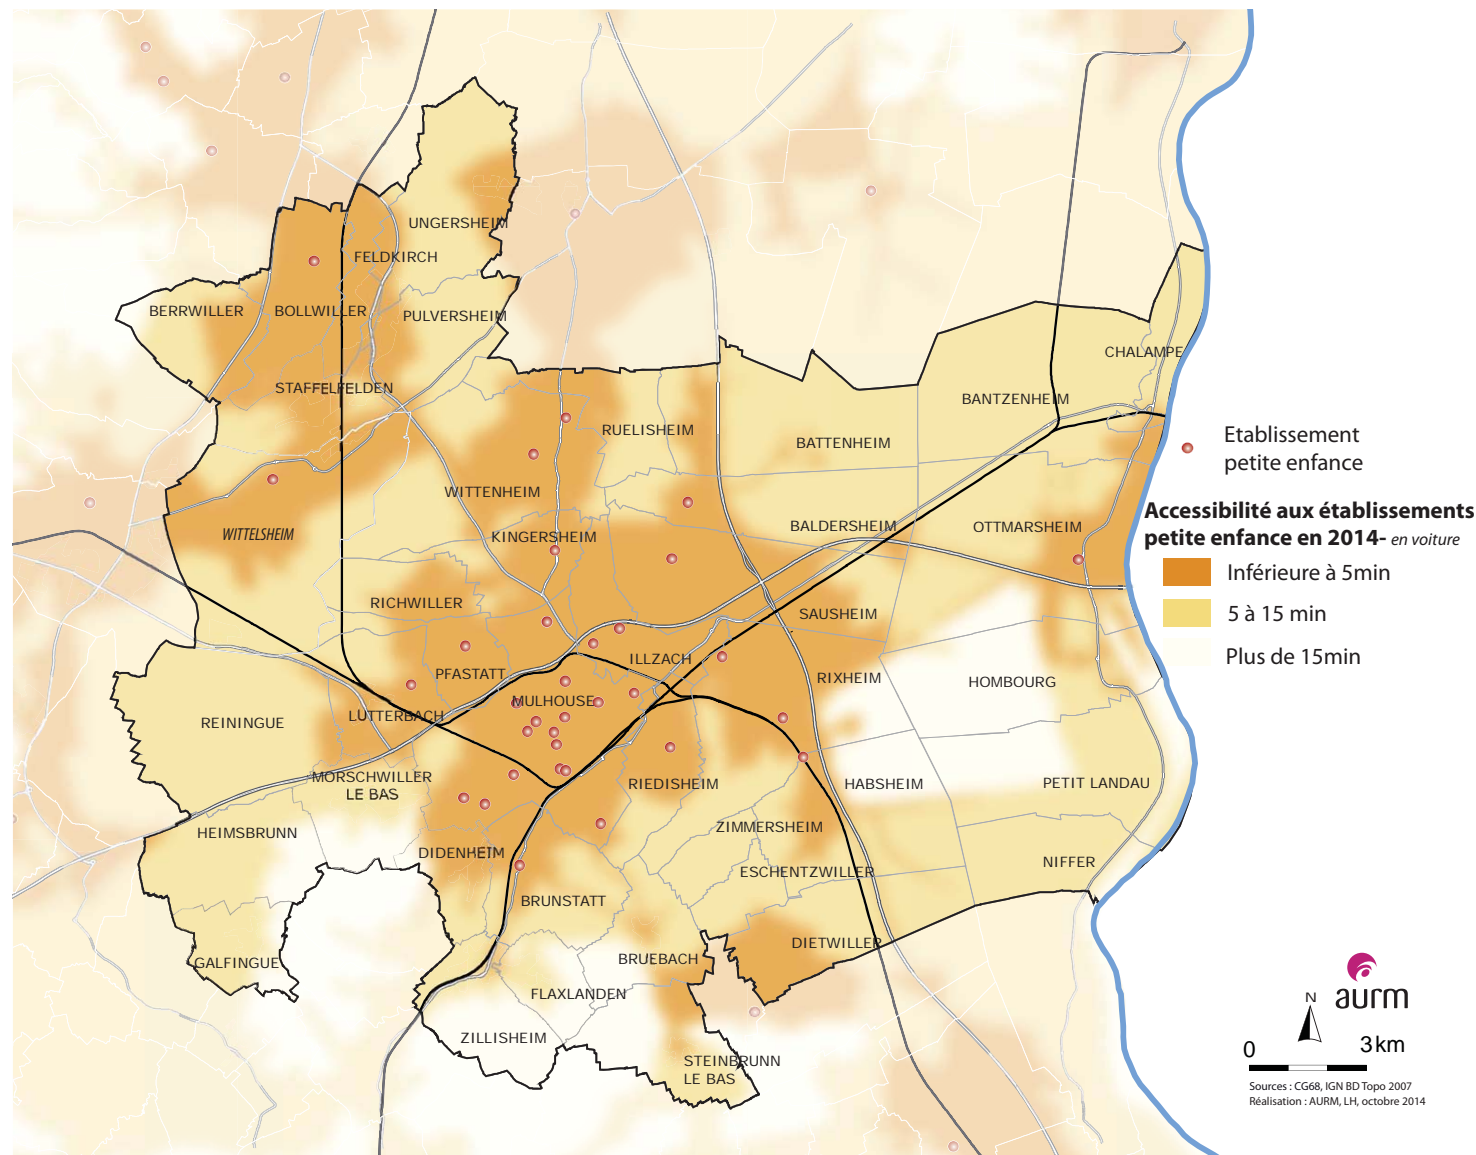 UNGERSHEIM
FELDKIRCH
BERRWILLER
BOLLWILLER
PULVERSHEIM
CHALAMPE
STAFFELFELDEN
BANTZENHEIM
RUELISHEIM
BATTENHEIM
WITTENHEIM
WITTELSHEIM
KINGERSHEIM
BALDERSHEIM
OTTMARSHEIM
RICHWILLER
SAUSHEIM
ILLZACH
PFASTATT
RIXHEIM
HOMBOURG
MULHOUSE
LUTTERBACH
REININGUE
MORSCHWILLER
LE BAS
RIEDISHEIM
HABSHEIM
PETIT LANDAU
HEIMSBRUNN
ZIMMERSHEIM
DIDENHEIM
NIFFER
ESCHENTZWILLER
BRUNSTATT
DIETWILLER
GALFINGUE
BRUEBACH
FLAXLANDEN
ZILLISHEIM
STEINBRUNN
LE BAS
Etablissement
petite enfance
Accessibilité aux établissements
petite enfance en 2014- en voiture
Inférieure à 5min
5 à 15 min
Plus de 15min
aurm
N
0 3 km
Sources : CG68, IGN BD Topo 2007
Réalisation : AURM, LH, octobre 2014